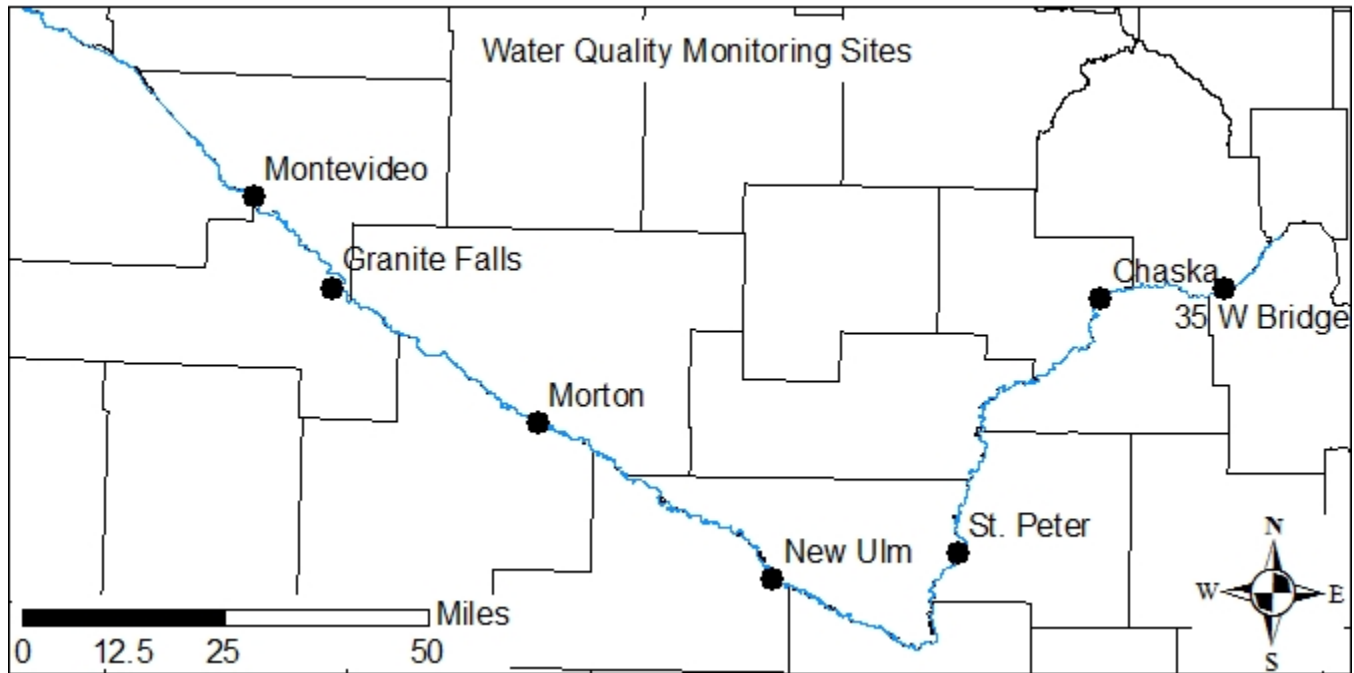 Water Quality Monitoring Sites
Montevideo
Granite Falls
Chaska
35 W Bridge
Morton
St. Peter
New Ulm
N
W E
S
Miles
0 12.5 25 50